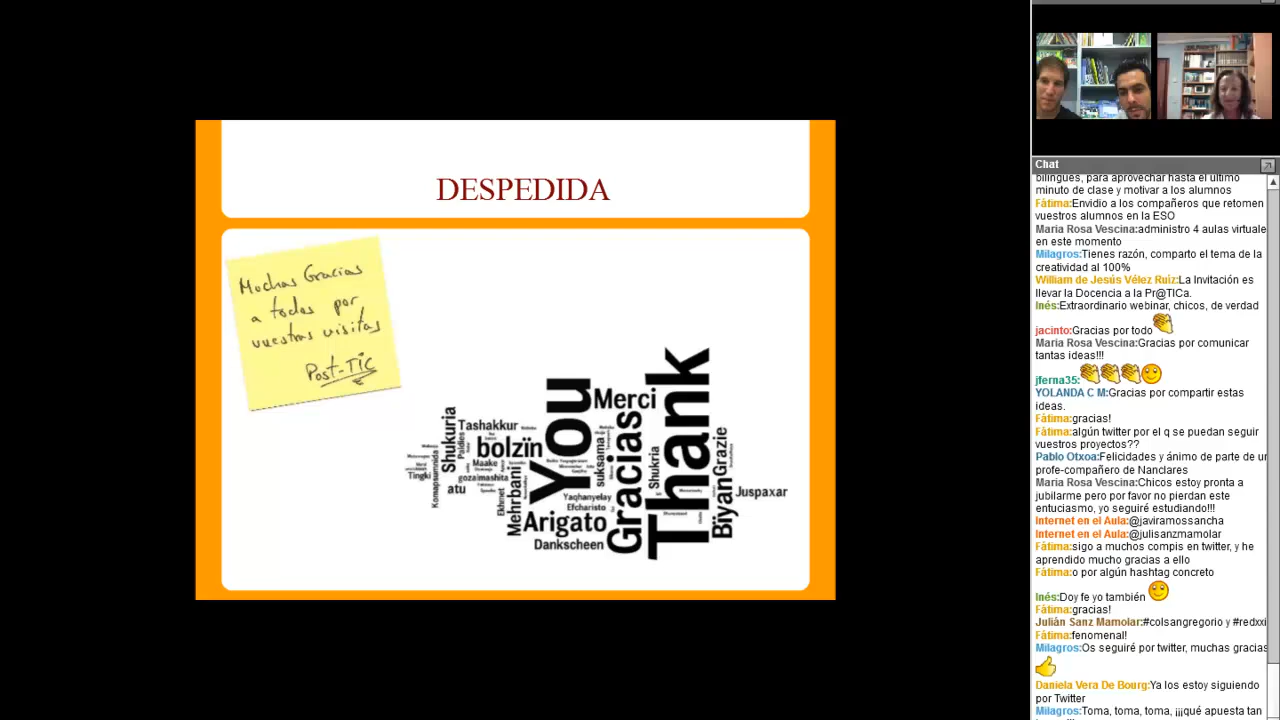 DESPEDIDA
Muchas Gracias
a todos por
vuestras visitas
Post-TIC
Thank
You
Gracias
Merci
Arigato
bolzïn
Biyan
Grazie
Juspaxar
Shukuria
Tashakkur
Mehrbani
Dankscheen
Efcharisto
Yaqhanyelay
suksama
Shukria
Maake
gozaimashita
atu
Tingki
Komapsumnida
Ekhmet
Paldies
Chat
bilingües, para aprovechar hasta el último
minuto de clase y motivar a los alumnos
Fátima:Envidio a los compañeros que retomen
vuestros alumnos en la ESO
Maria Rosa Vescina:administro 4 aulas virtuale
en este momento
Milagros:Tienes razón, comparto el tema de la
creatividad al 100%
William de Jesús Vélez Ruiz:La Invitación es
llevar la Docencia a la Pr@TICa.
Inés:Extraordinario webinar, chicos, de verdad
jacinto:Gracias por todo
Maria Rosa Vescina:Gracias por comunicar
tantas ideas!!!
jferna35:
YOLANDA C M:Gracias por compartir estas
ideas.
Fátima:gracias!
Fátima:algún twitter por el q se puedan seguir
vuestros proyectos??
Pablo Otxoa:Felicidades y ánimo de parte de un
profe-compañero de Nanclares
Maria Rosa Vescina:Chicos estoy pronta a
jubilarme pero por favor no pierdan este
entuciasmo, yo seguiré estudiando!!!
Internet en el Aula:@javiramossancha
Internet en el Aula:@julisanzmamolar
Fátima:sigo a muchos compis en twitter, y he
aprendido mucho gracias a ello
Fátima:o por algún hashtag concreto
Inés:Doy fe yo también
Fátima:gracias!
Julián Sanz Mamolar:#colsangregorio y #redxxi
Fátima:fenomenal!
Milagros:Os seguiré por twitter, muchas gracias
Daniela Vera De Bourg:Ya los estoy siguiendo
por Twitter
Milagros:Toma, toma, toma, ¡¡¡qué apuesta tan